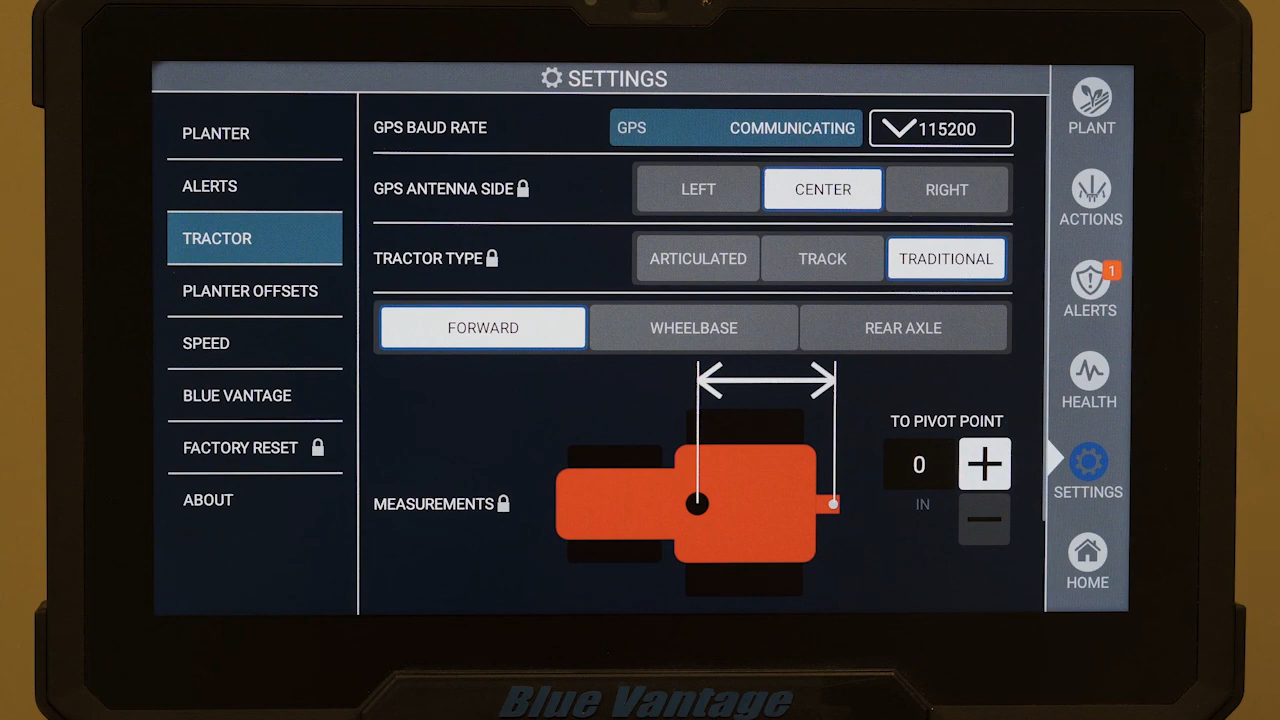 SETTINGS
PLANTER
ALERTS
TRACTOR
PLANTER OFFSETS
SPEED
BLUE VANTAGE
FACTORY RESET
ABOUT
GPS BAUD RATE
GPS COMMUNICATING
115200
GPS ANTENNA SIDE
LEFT CENTER RIGHT
TRACTOR TYPE
ARTICULATED TRACK TRADITIONAL
FORWARD WHEELBASE REAR AXLE
MEASUREMENTS
TO PIVOT POINT
0
IN
PLANT
ACTIONS
1
ALERTS
HEALTH
SETTINGS
HOME
Blue Vantage